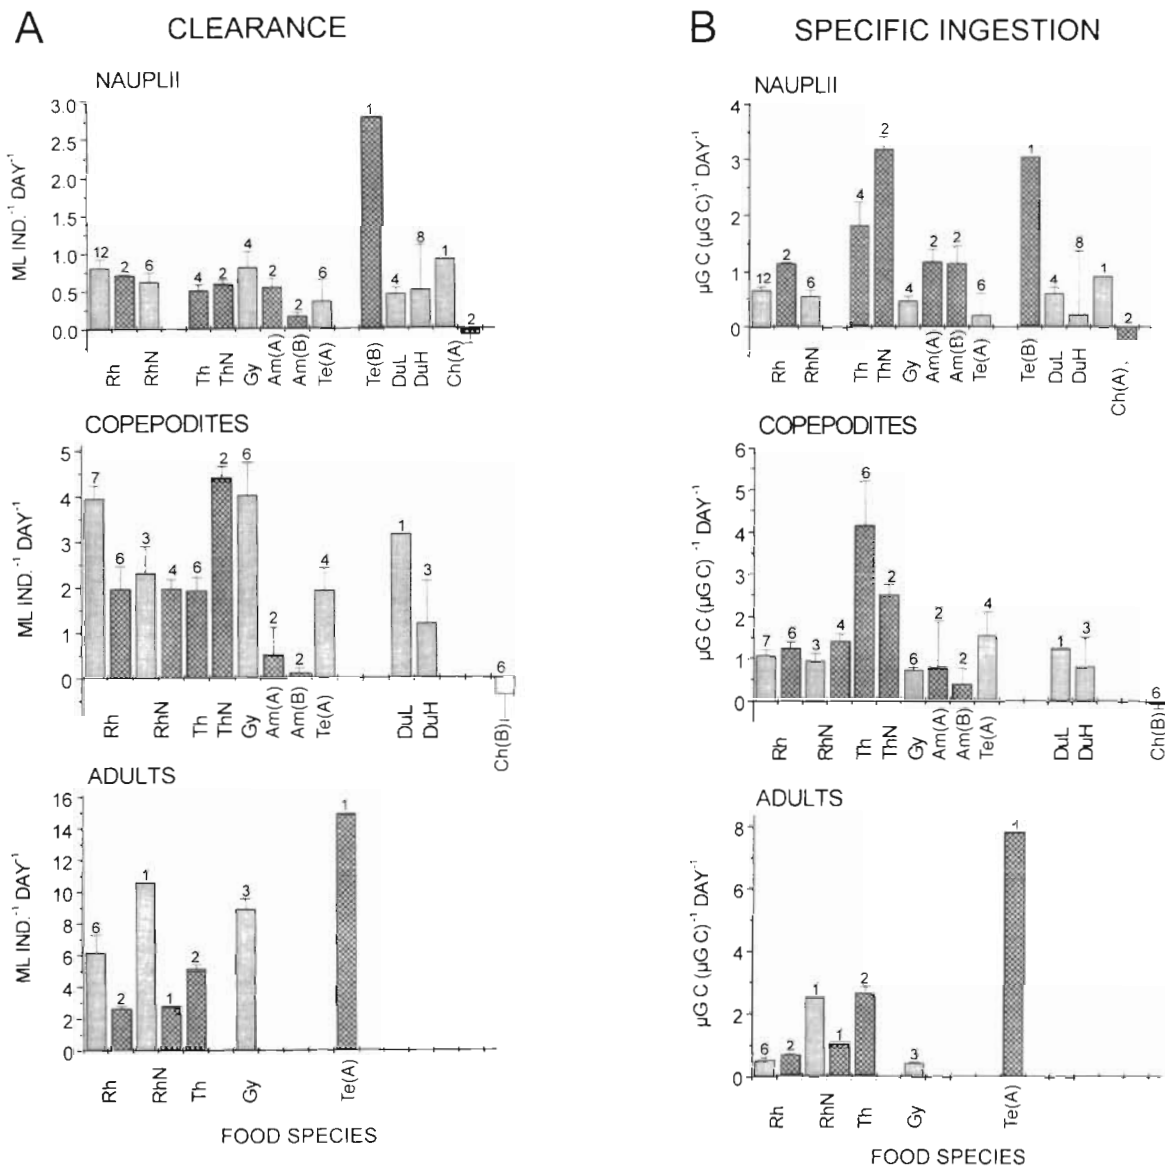 A CLEARANCE
NAUPLII
ML IND.⁻¹ DAY⁻¹
3.0
2.5
2.0
1.5
1.0
0.5
0.0
12 2 6 4 2 4 2 2 6 1 4 8 1 2
Rh RhN Th ThN Gy Am(A) Am(B) Te(A) Te(B) DuL DuH Ch(A)
COPEPODITES
ML IND.⁻¹ DAY⁻¹
5
4
3
2
1
0
7 6 3 4 6 2 6 2 2 4 1 3 6
Rh RhN Th ThN Gy Am(A) Am(B) Te(A) DuL DuH Ch(B)
ADULTS
ML IND.⁻¹ DAY⁻¹
16
14
12
10
8
6
4
2
0
6 2 1 1 2 3 1
Rh RhN Th Gy Te(A)
FOOD SPECIES
B SPECIFIC INGESTION
NAUPLII
µG C (µG C)⁻¹ DAY⁻¹
4
3
2
1
0
12 2 6 4 2 4 2 2 6 1 4 8 1 2
Rh RhN Th ThN Gy Am(A) Am(B) Te(A) Te(B) DuL DuH Ch(A),
COPEPODITES
µG C (µG C)⁻¹ DAY⁻¹
6
5
4
3
2
1
0
7 6 3 4 6 2 6 2 2 4 1 3 6
Rh RhN Th ThN Gy Am(A) Am(B) Te(A) DuL DuH Ch(B)
ADULTS
µG C (µG C)⁻¹ DAY⁻¹
8
6
4
2
0
6 2 1 1 2 3 1
Rh RhN Th Gy Te(A)
FOOD SPECIES